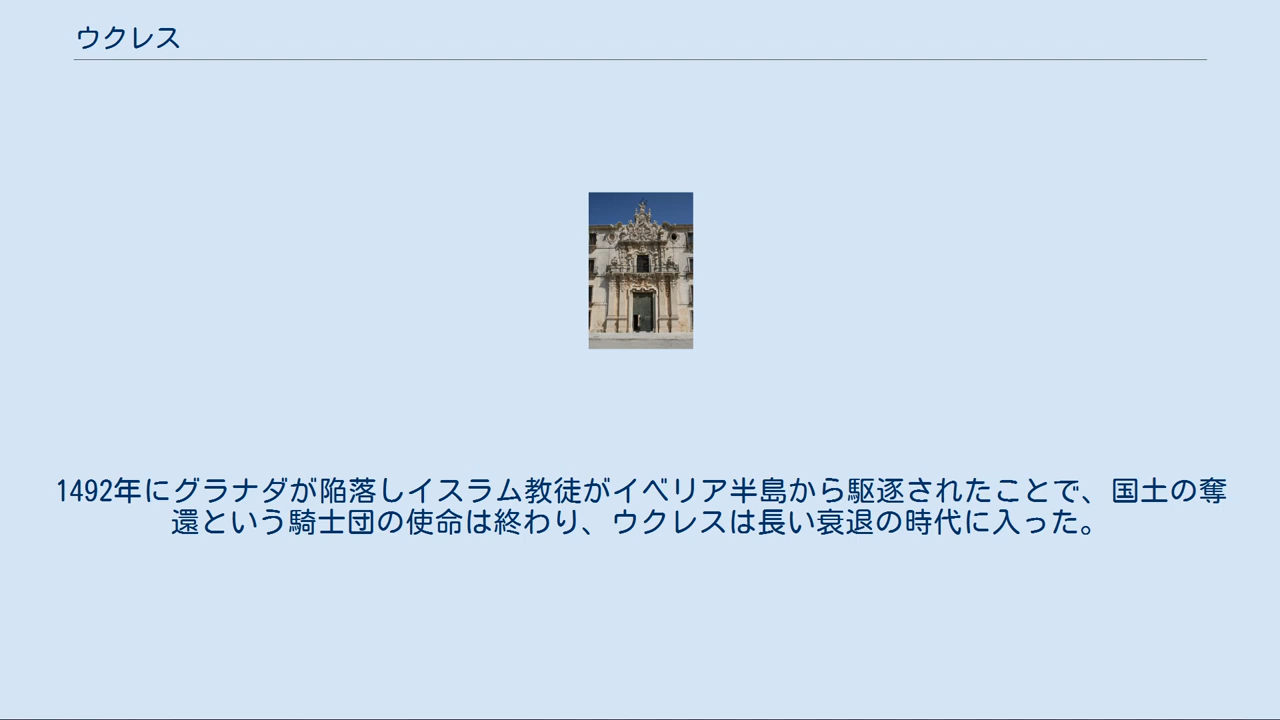 ウクレス
1492年にグラナダが陥落しイスラム教徒がイベリア半島から駆逐されたことで、国土の奪
還という騎士団の使命は終わり、ウクレスは長い衰退の時代に入った。